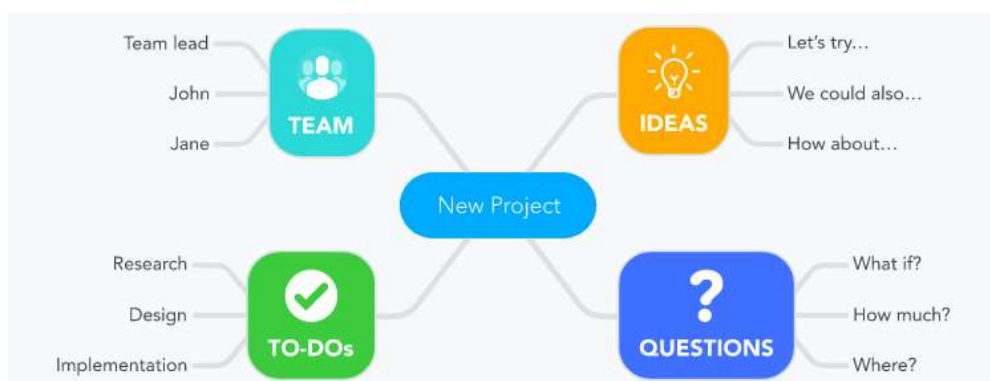 New Project
TEAM
Team lead
John
Jane
IDEAS
Let's try...
We could also...
How about...
TO-DOs
Research
Design
Implementation
QUESTIONS
What if?
How much?
Where?